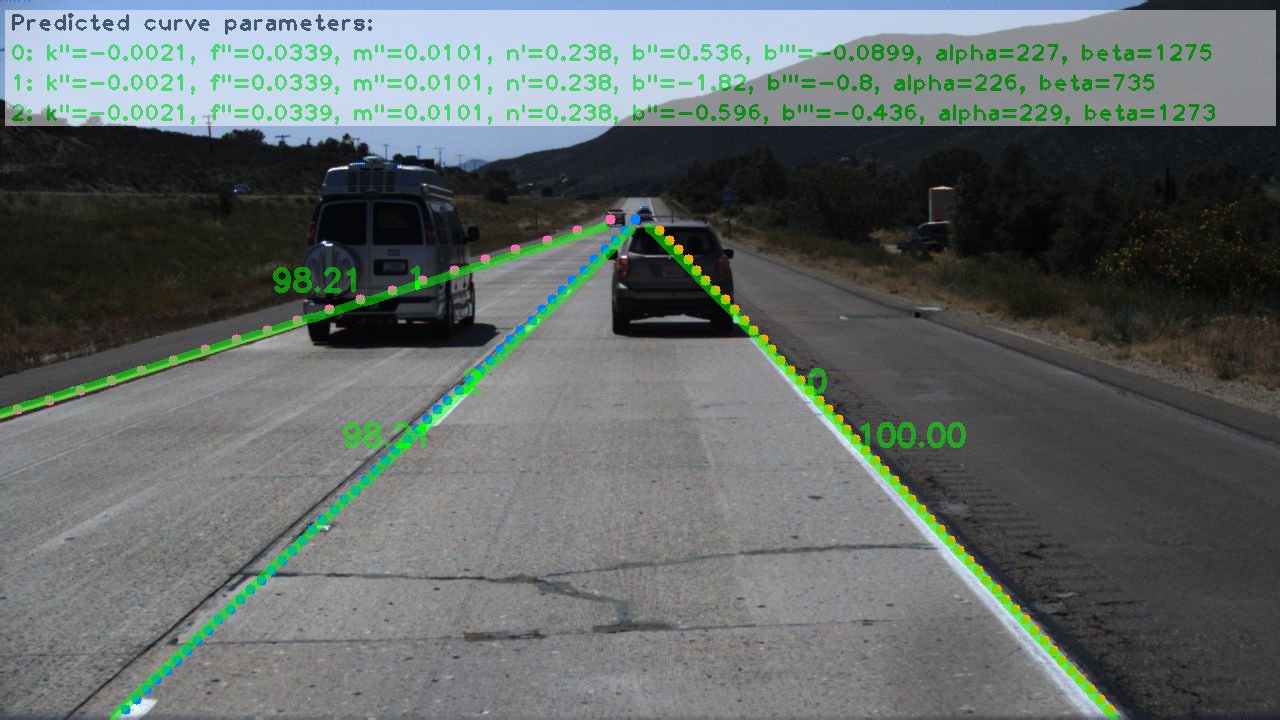 Predicted curve parameters:
0: k''=-0.0021, f''=0.0339, m''=0.0101, n'=0.238, b''=0.536, b'''=-0.0899, alpha=227, beta=1275
1: k''=-0.0021, f''=0.0339, m''=0.0101, n'=0.238, b''=-1.82, b'''=-0.8, alpha=226, beta=735
2: k''=-0.0021, f''=0.0339, m''=0.0101, n'=0.238, b''=-0.596, b'''=-0.436, alpha=229, beta=1273
98.21 1
0
100.00